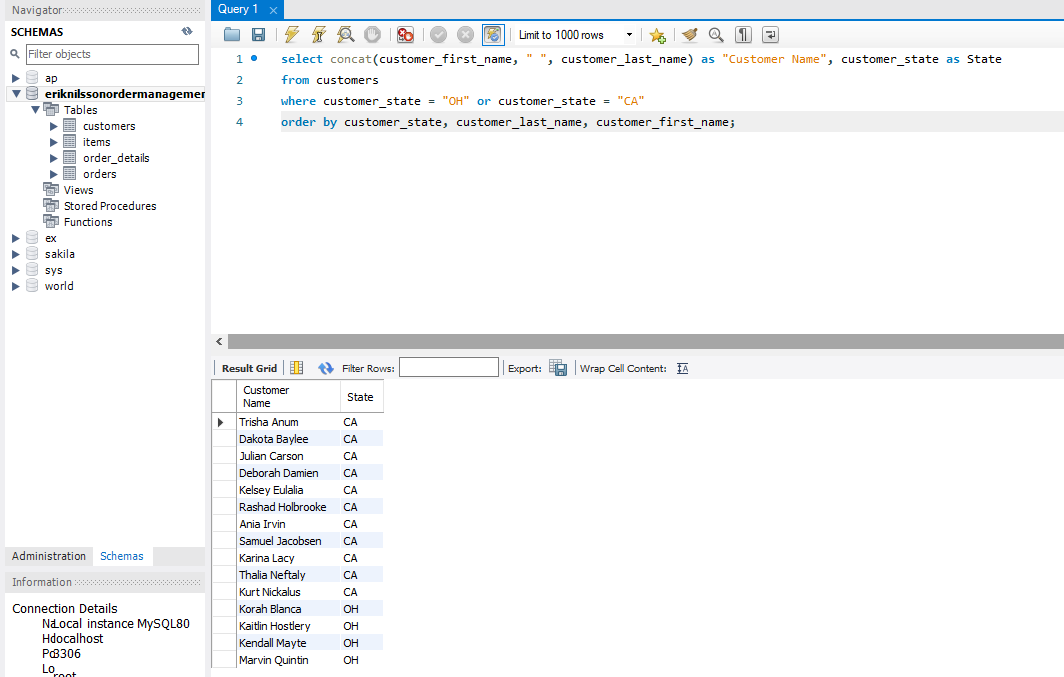 Navigator
SCHEMAS
Filter objects
ap
eriknilssonordermanagemer
Tables
customers
items
order_details
orders
Views
Stored Procedures
Functions
ex
sakila
sys
world
Administration Schemas
Information
Connection Details
Local instance MySQL80
localhost
3306
root
Query 1
Limit to 1000 rows
1 select concat(customer_first_name, " ", customer_last_name) as "Customer Name", customer_state as State
2 from customers
3 where customer_state = "OH" or customer_state = "CA"
4 order by customer_state, customer_last_name, customer_first_name;
Result Grid Filter Rows: Export: Wrap Cell Content:
Customer
Name State
Trisha Anum CA
Dakota Baylee CA
Julian Carson CA
Deborah Damien CA
Kelsey Eulalia CA
Rashad Holbrooke CA
Ania Irvin CA
Samuel Jacobsen CA
Karina Lacy CA
Thalia Neftaly CA
Kurt Nickalus CA
Korah Blanca OH
Kaitlin Hostlery OH
Kendall Mayte OH
Marvin Quintin OH